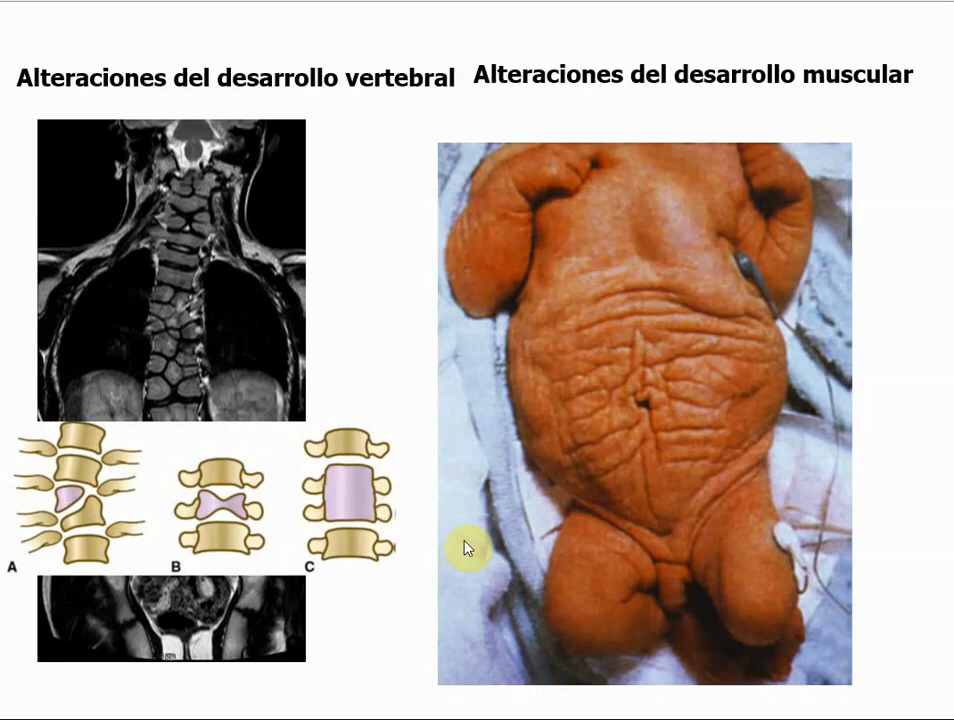 Alteraciones del desarrollo vertebral
Alteraciones del desarrollo muscular
A
B
C